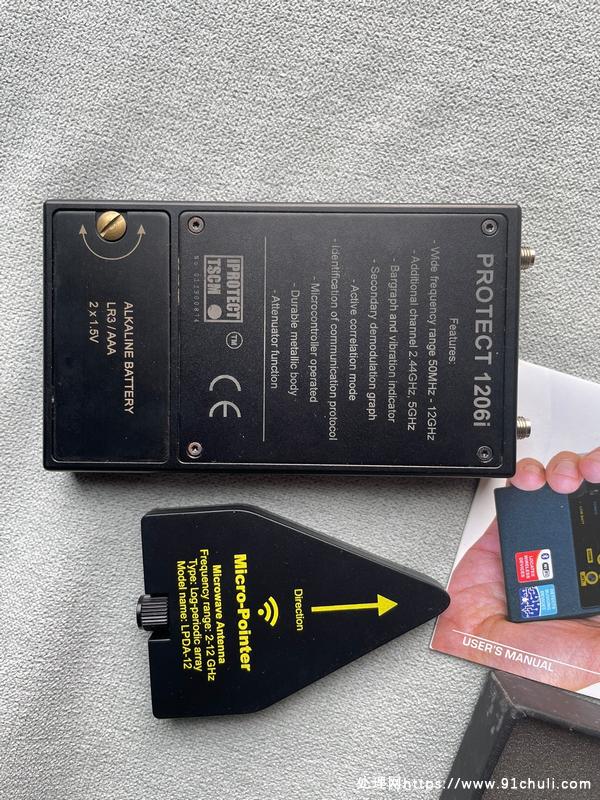 PROTECT 1206i
Features:
- Wide frequency range 50MHz - 12GHz
- Additional channel 2.44GHz, 5GHz
- Bargraph and vibration indicator
- Secondary demodulation graph
- Active correlation mode
- Identification of communication protocol
- Microcontroller operated
- Durable metallic body
- Attenuator function
iPROTECT
TSCM
TM
CE
ALKALINE BATTERY
LR3 / AAA
2 x 1.5V
Micro-Pointer
Microwave Antenna
Frequency range: 2-12 GHz
Type: Log-periodic array
Model name: LPDA-12
Direction
USER'S MANUAL
处理网https://www.91chuli.com